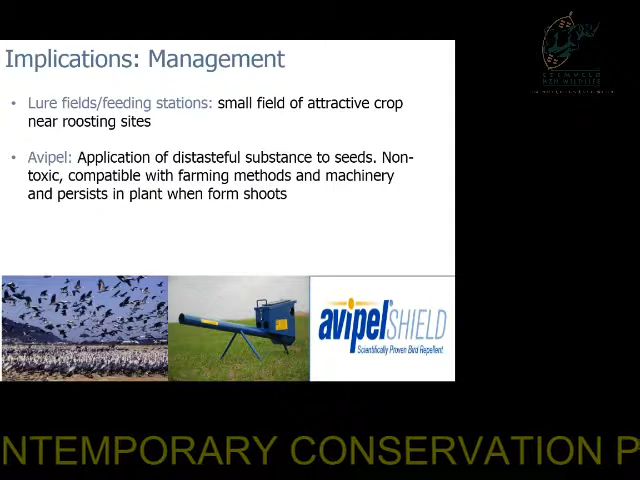 Implications: Management
• Lure fields/feeding stations: small field of attractive crop
near roosting sites
• Avipel: Application of distasteful substance to seeds. Non-
toxic, compatible with farming methods and machinery
and persists in plant when form shoots
avipel® SHIELD
Scientifically Proven Bird Repellent
NTEMPORARY CONSERVATION P